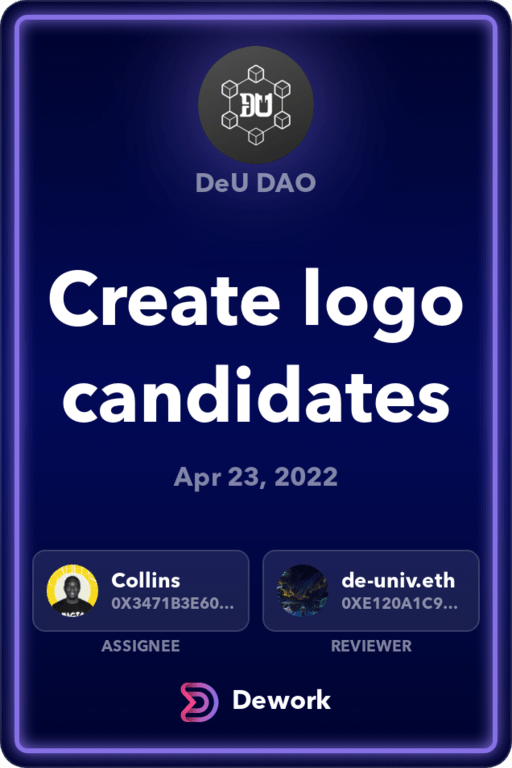 DU
DeU DAO
Create logo
candidates
Apr 23, 2022
Collins
0X3471B3E60...
ASSIGNEE
de-univ.eth
0XE120A1C9...
REVIEWER
Dework